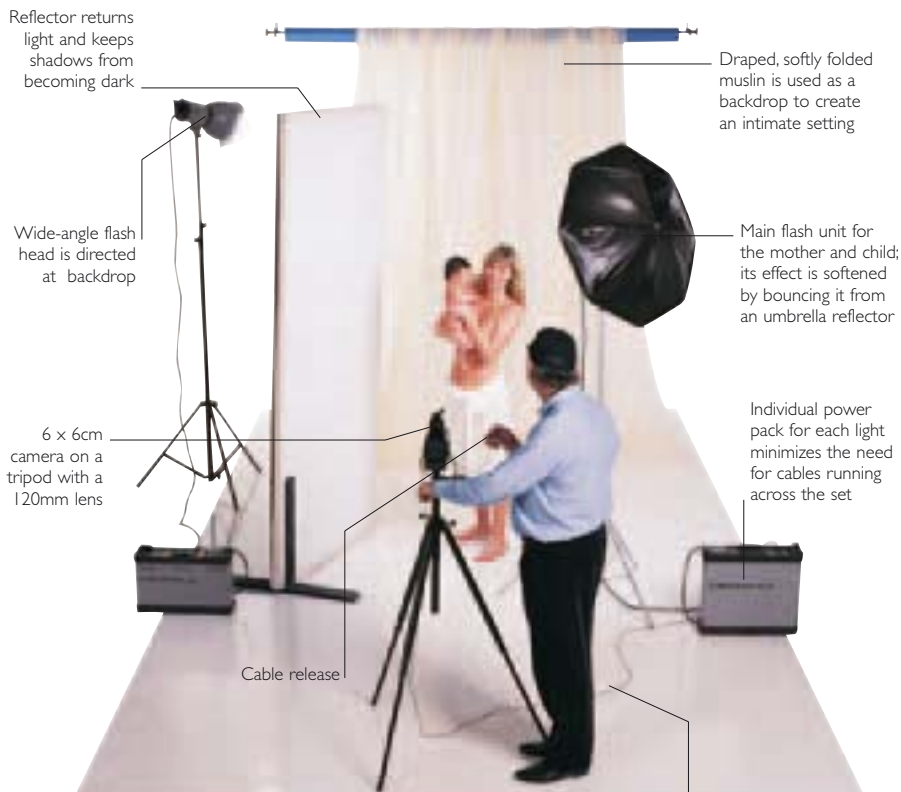 Reflector returns
light and keeps
shadows from
becoming dark
Draped, softly folded
muslin is used as a
backdrop to create
an intimate setting
Wide-angle flash
head is directed
at backdrop
Main flash unit for
the mother and child;
its effect is softened
by bouncing it from
an umbrella reflector
6 x 6cm
camera on a
tripod with a
120mm lens
Individual power
pack for each light
minimizes the need
for cables running
across the set
Cable release